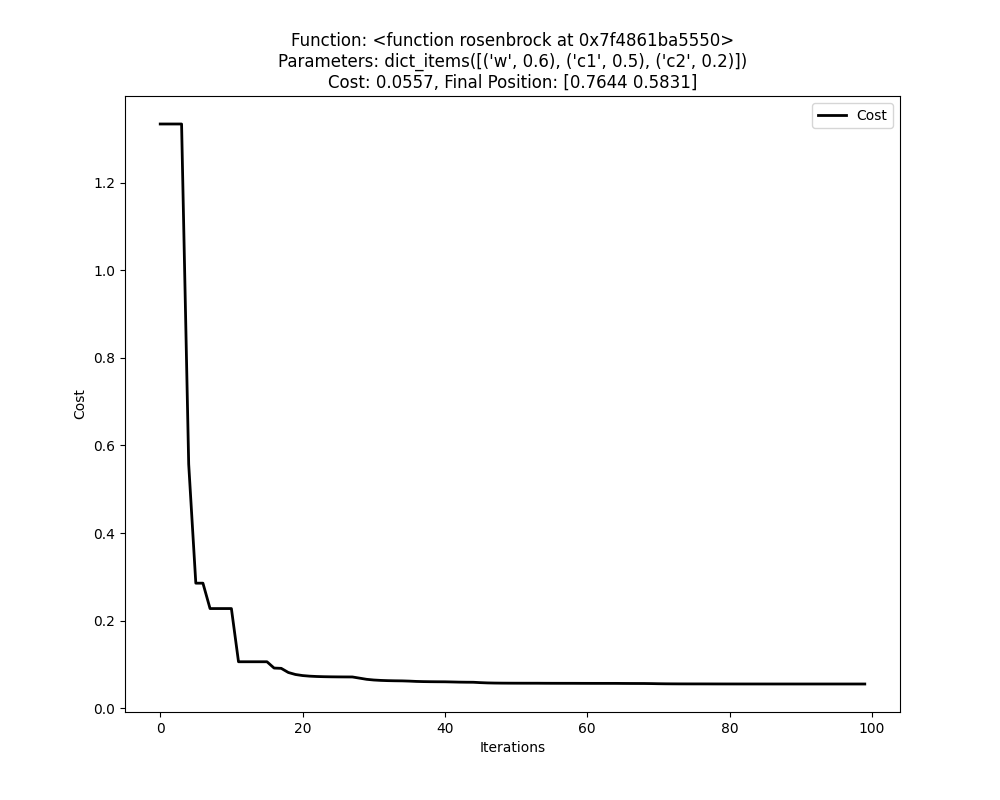 Function: <function rosenbrock at 0x7f4861ba5550>
Parameters: dict_items([('w', 0.6), ('c1', 0.5), ('c2', 0.2)])
Cost: 0.0557, Final Position: [0.7644 0.5831]
Cost
1.2
1.0
0.8
0.6
0.4
0.2
0.0
Cost
0
20
40
60
80
100
Iterations